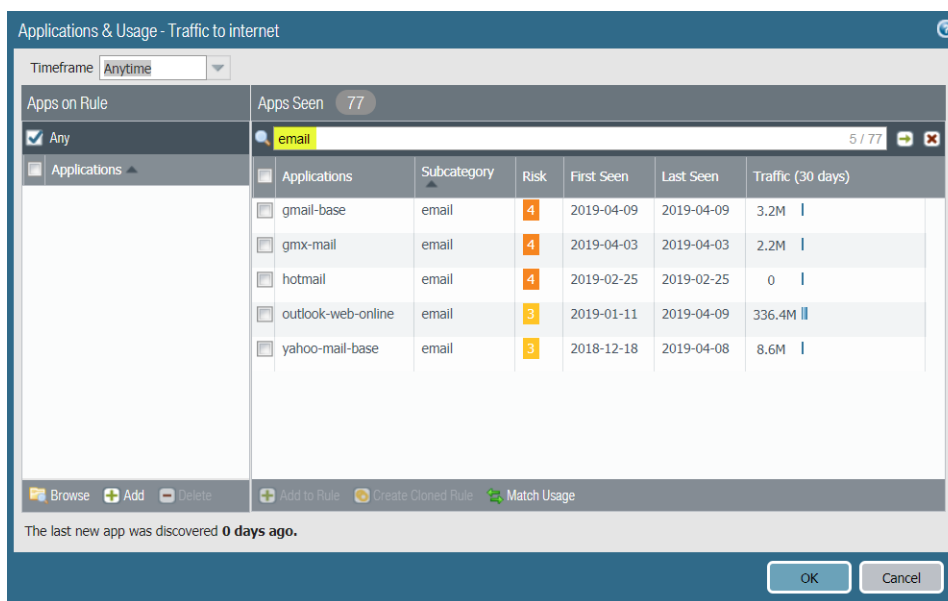 Applications & Usage - Traffic to internet
Timeframe Anytime
Apps on Rule
Apps Seen 77
Any
email 5 / 77
Applications
Applications Subcategory Risk First Seen Last Seen Traffic (30 days)
gmail-base email 4 2019-04-09 2019-04-09 3.2M
gmx-mail email 4 2019-04-03 2019-04-03 2.2M
hotmail email 4 2019-02-25 2019-02-25 0
outlook-web-online email 3 2019-01-11 2019-04-09 336.4M
yahoo-mail-base email 3 2018-12-18 2019-04-08 8.6M
Browse Add Delete
Add to Rule Create Cloned Rule Match Usage
The last new app was discovered 0 days ago.
OK Cancel